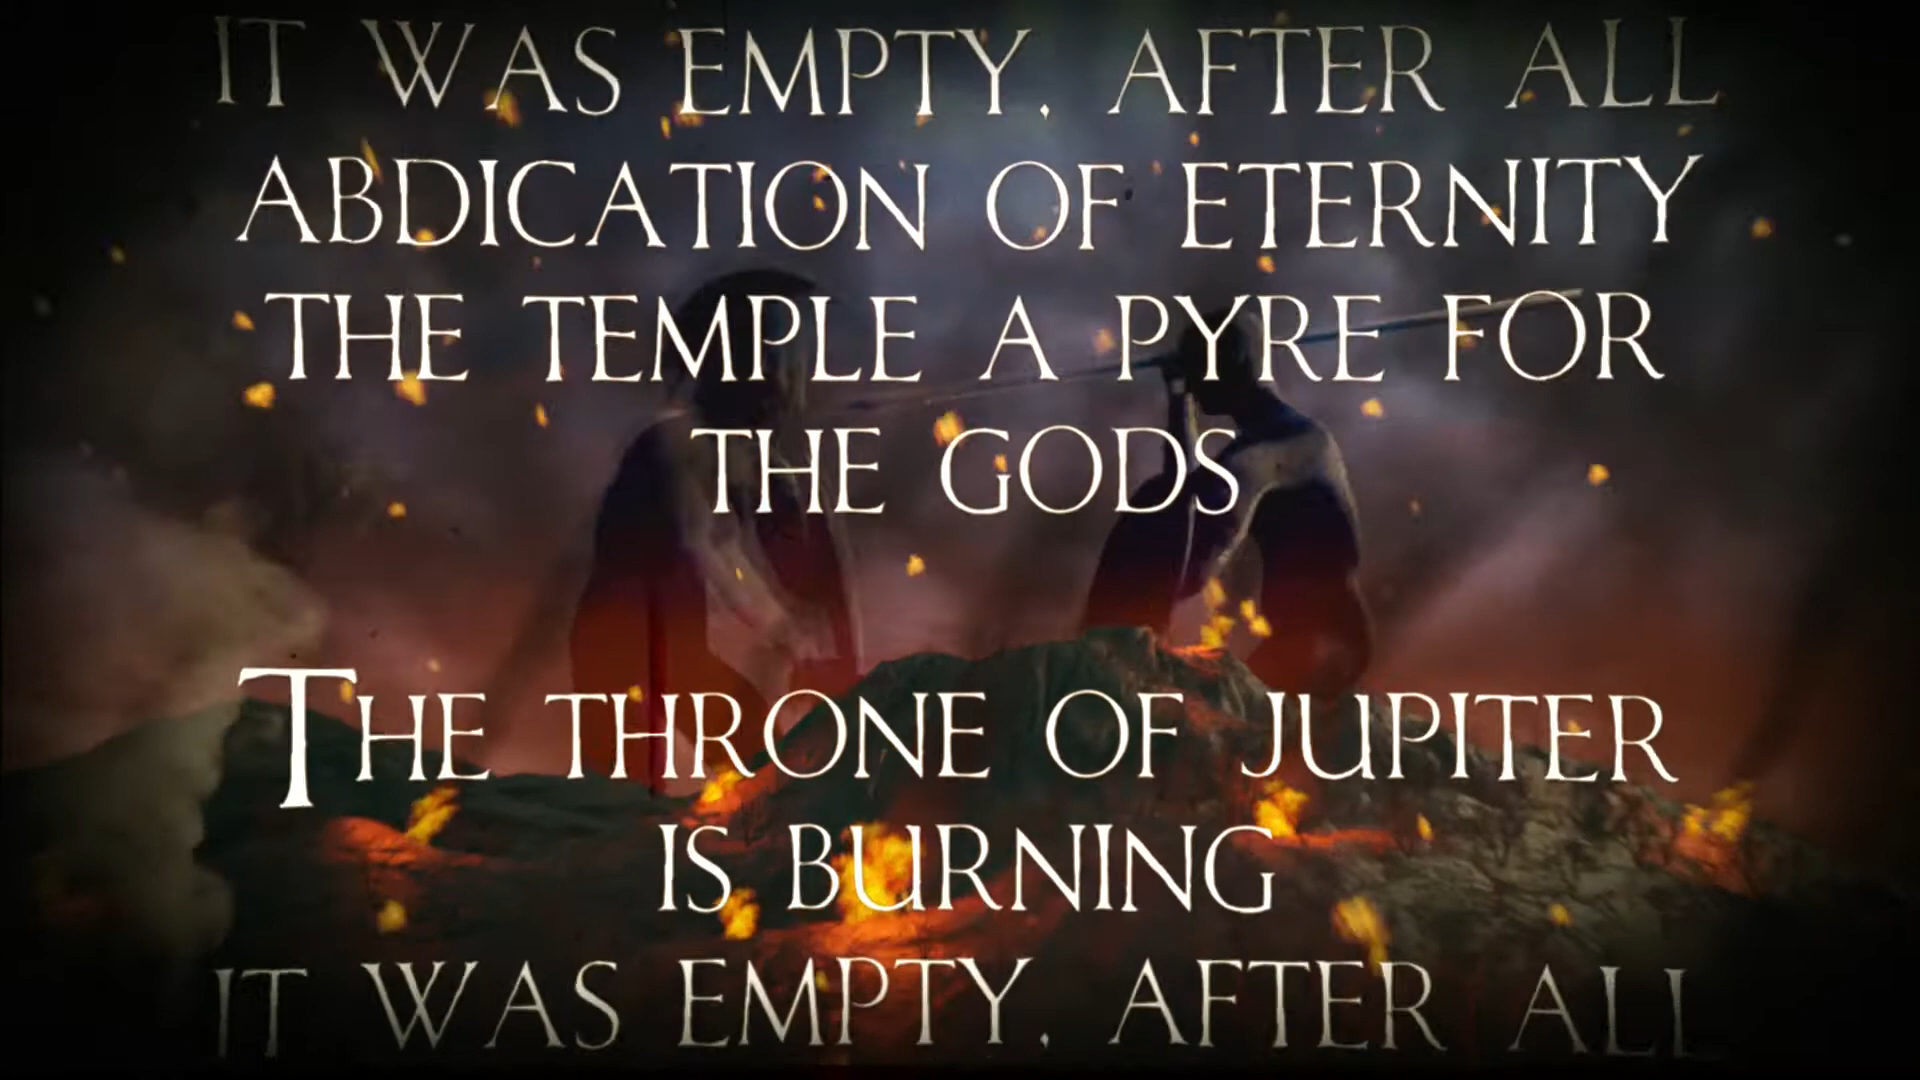 IT WAS EMPTY, AFTER ALL
ABDICATION OF ETERNITY
THE TEMPLE A PYRE FOR
THE GODS
THE THRONE OF JUPITER
IS BURNING
IT WAS EMPTY, AFTER ALL